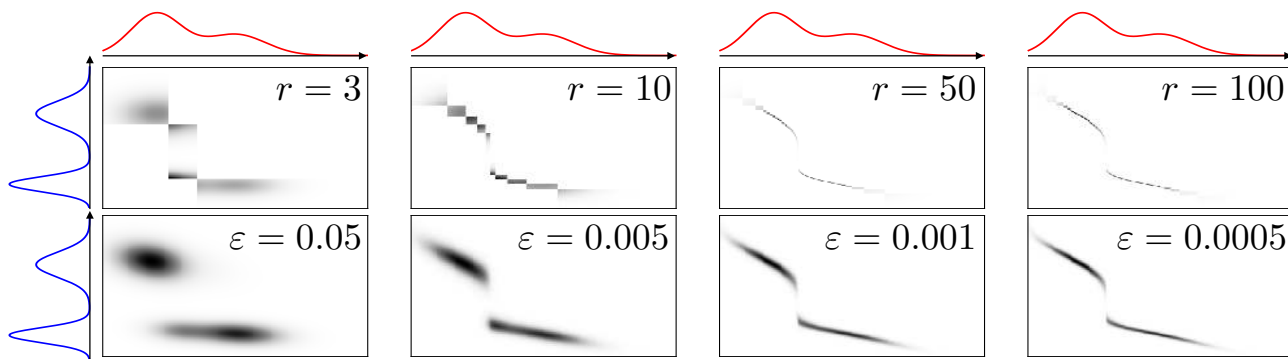 r = 3
r = 10
r = 50
r = 100
ε = 0.05
ε = 0.005
ε = 0.001
ε = 0.0005